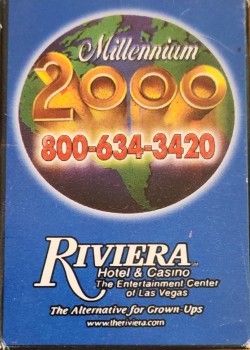 Millennium
2000
800-634-3420
RIVIERA
Hotel & Casino
The Entertainment Center
of Las Vegas
The Alternative for Grown-Ups
www.theriviera.com